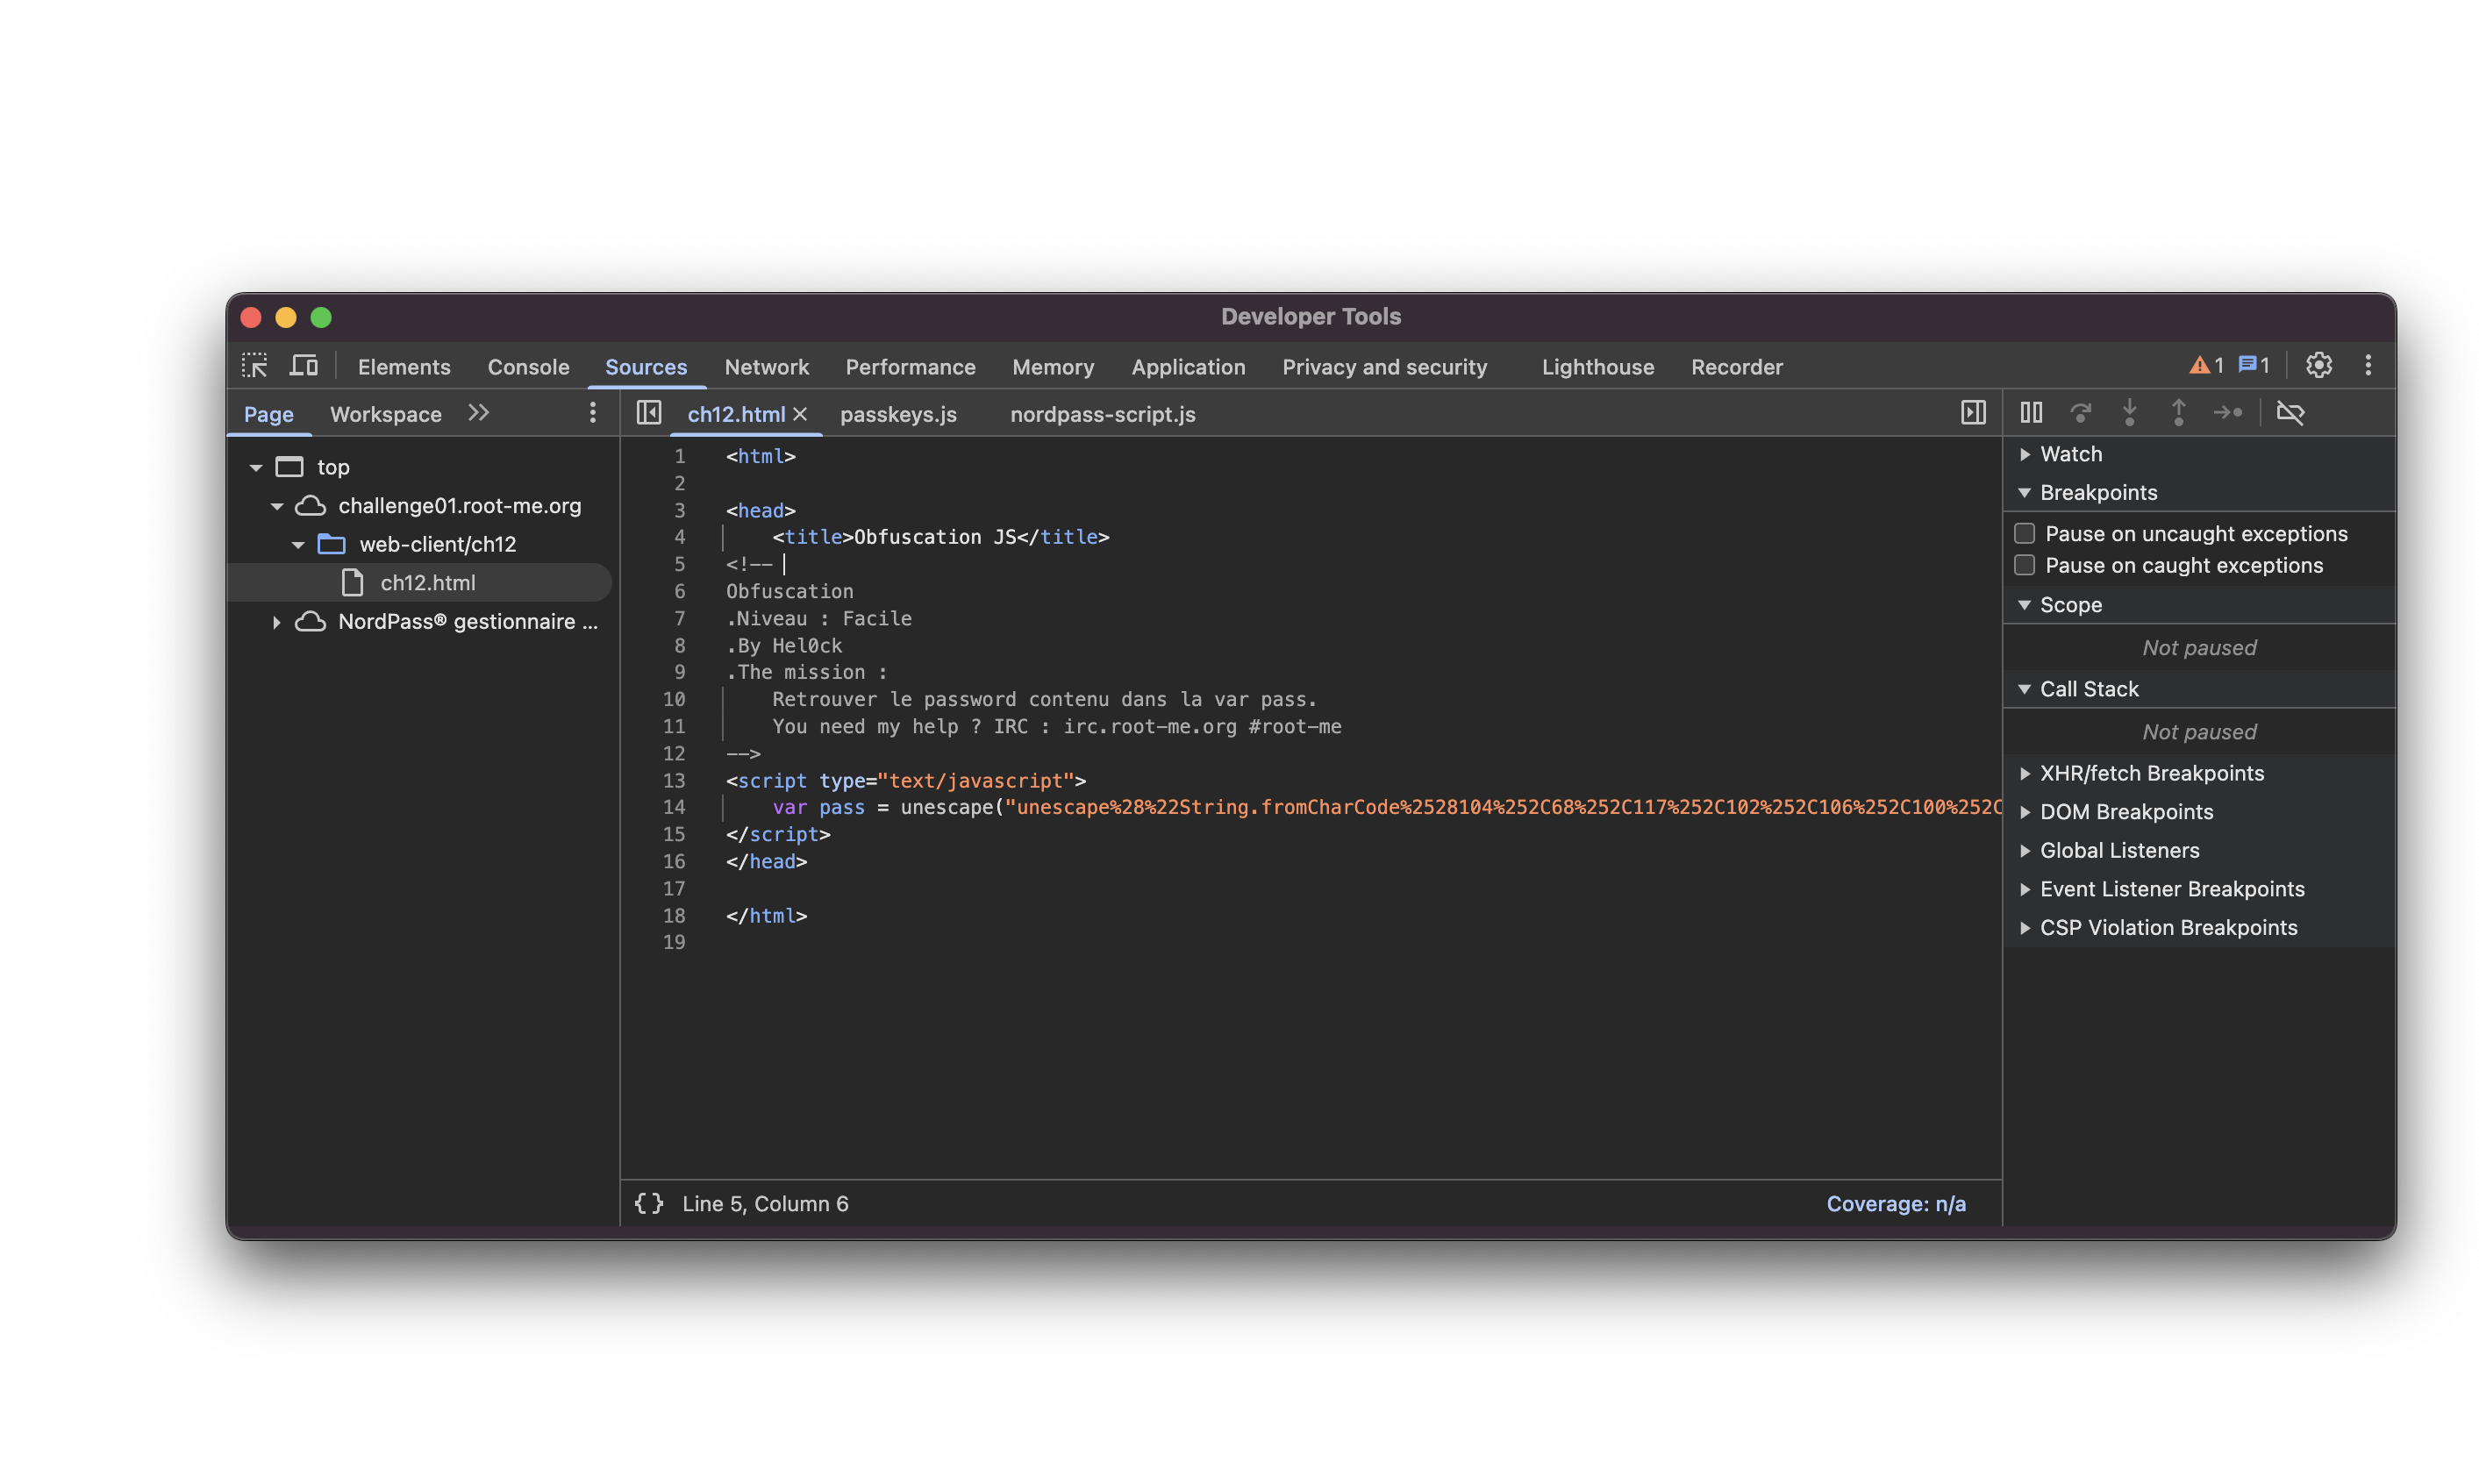 Developer Tools
Elements Console Sources Network Performance Memory Application Privacy and security Lighthouse Recorder 1 1
Page Workspace
ch12.html passkeys.js nordpass-script.js
top
challenge01.root-me.org
web-client/ch12
ch12.html
NordPass® gestionnaire ...
1 <html>
2
3 <head>
4     <title>Obfuscation JS</title>
5 <!--
6 Obfuscation
7 .Niveau : Facile
8 .By Hel0ck
9 .The mission :
10     Retrouver le password contenu dans la var pass.
11     You need my help ? IRC : irc.root-me.org #root-me
12 -->
13 <script type="text/javascript">
14     var pass = unescape("unescape%28%22String.fromCharCode%2528104%252C68%252C117%252C102%252C106%252C100%252C
15 </script>
16 </head>
17
18 </html>
19
{} Line 5, Column 6
Coverage: n/a
Watch
Breakpoints
Pause on uncaught exceptions
Pause on caught exceptions
Scope
Not paused
Call Stack
Not paused
XHR/fetch Breakpoints
DOM Breakpoints
Global Listeners
Event Listener Breakpoints
CSP Violation Breakpoints